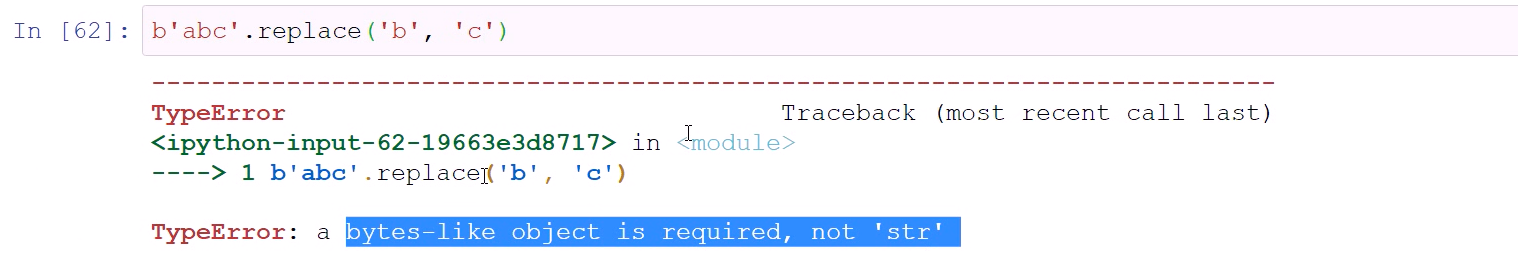 In [62]: b'abc'.replace('b', 'c')
---------------------------------------------------------------------------
TypeError                                 Traceback (most recent call last)
<ipython-input-62-19663e3d8717> in <module>
----> 1 b'abc'.replace('b', 'c')
TypeError: a bytes-like object is required, not 'str'